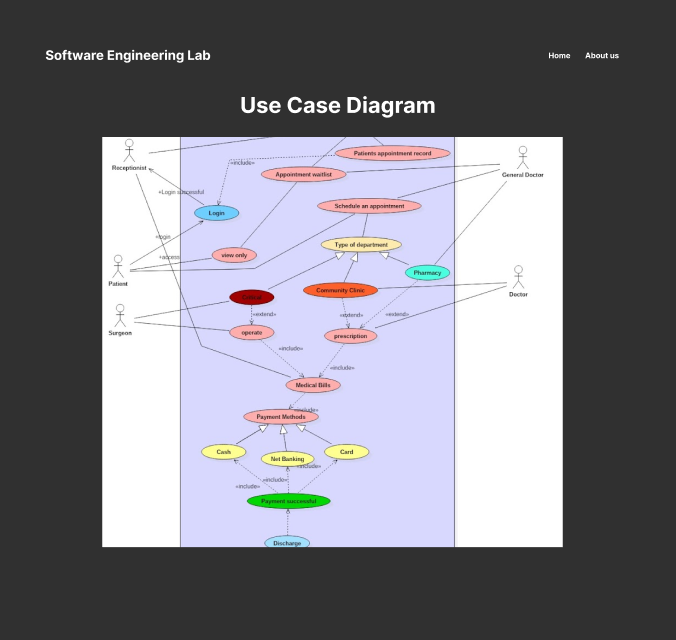 Software Engineering Lab
Home
About us
Use Case Diagram
Receptionist
«include»
Patients appointment record
Appointment waitlist
General Doctor
+Login successful
Login
Schedule an appointment
+login
Type of department
+access
view only
Patient
Pharmacy
Community Clinic
Doctor
Surgeon
«extend»
«extend»
«extend»
operate
prescription
«include»
«include»
Medical Bills
«include»
Payment Methods
Cash
Net Banking
Card
«include»
«include»
«include»
Payment successful
Discharge